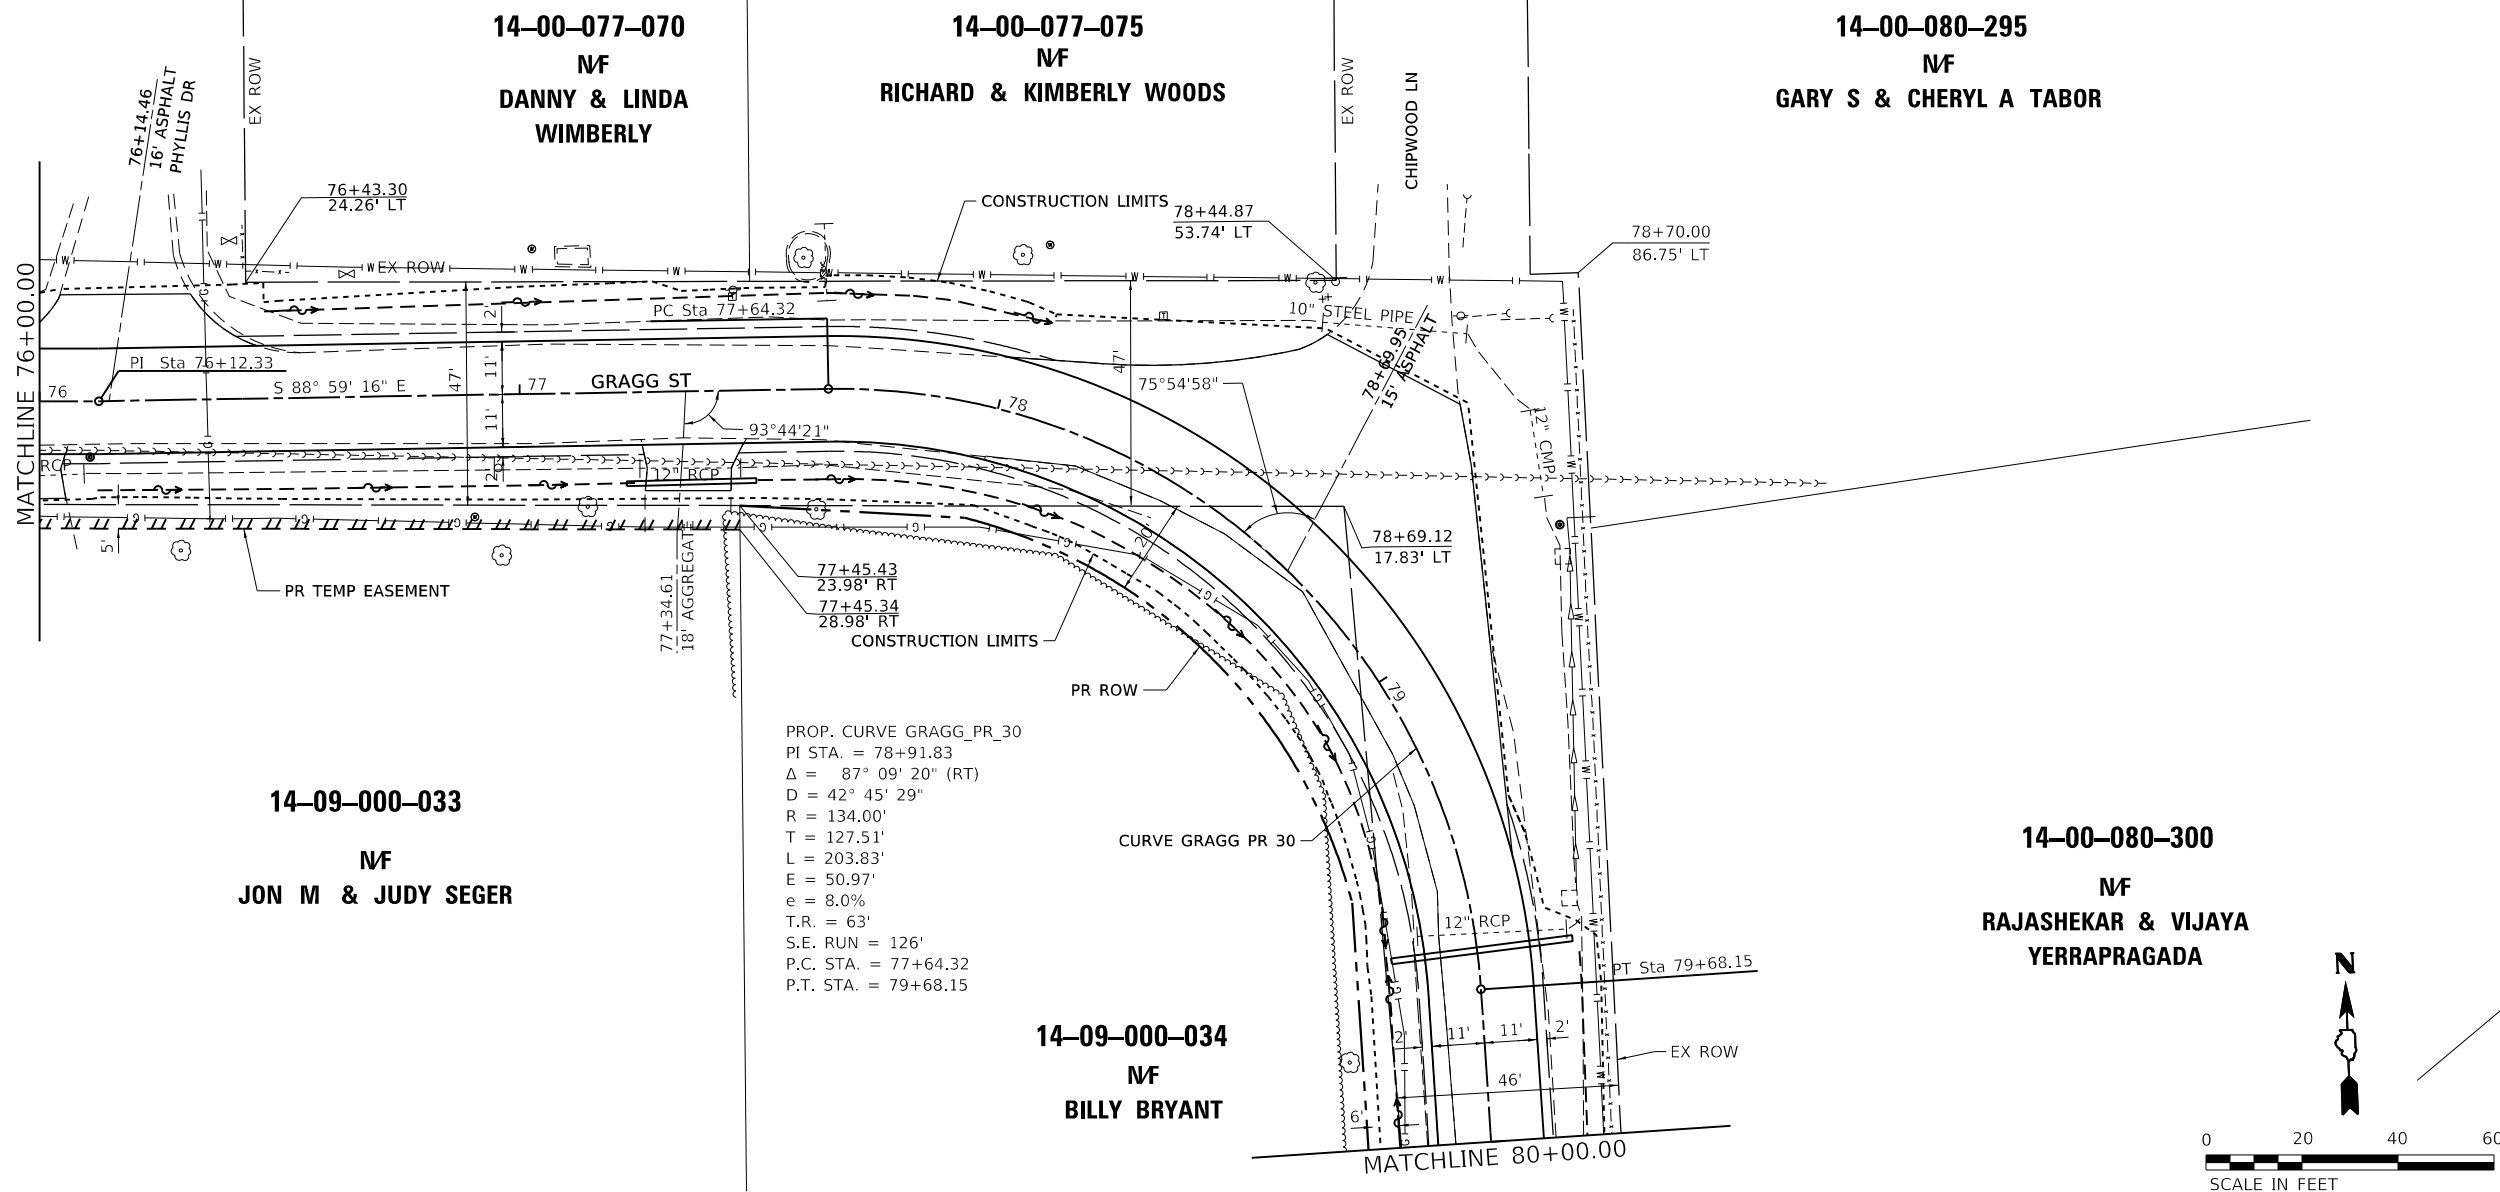 14–00–077–070
N/F
DANNY & LINDA
WIMBERLY
14–00–077–075
N/F
RICHARD & KIMBERLY WOODS
14–00–080–295
N/F
GARY S & CHERYL A TABOR
76+14.46
16' ASPHALT
PHYLLIS DR
EX ROW
76+43.30
24.26' LT
EX ROW
CONSTRUCTION LIMITS
78+44.87
53.74' LT
EX ROW
CHIPWOOD LN
78+70.00
86.75' LT
MATCHLINE 76+00.00
PC Sta 77+64.32
10" STEEL PIPE
PI Sta 76+12.33
76
S 88° 59' 16" E
77
GRAGG ST
78
2'
11'
11'
2'
47'
47'
75°54'58"
78+69.95
15' ASPHALT
93°44'21"
12" CMP
RCP
12" RCP
5'
PR TEMP EASEMENT
77+34.61
18' AGGREGATE
77+45.43
23.98' RT
77+45.34
28.98' RT
20'
78+69.12
17.83' LT
CONSTRUCTION LIMITS
PR ROW
79
PROP. CURVE GRAGG_PR_30
PI STA. = 78+91.83
Δ = 87° 09' 20" (RT)
D = 42° 45' 29"
R = 134.00'
T = 127.51'
L = 203.83'
E = 50.97'
e = 8.0%
T.R. = 63'
S.E. RUN = 126'
P.C. STA. = 77+64.32
P.T. STA. = 79+68.15
CURVE GRAGG PR 30
14–09–000–033
N/F
JON M & JUDY SEGER
14–00–080–300
N/F
RAJASHEKAR & VIJAYA
YERRAPRAGADA
12" RCP
PT Sta 79+68.15
14–09–000–034
N/F
BILLY BRYANT
2'
11'
11'
2'
EX ROW
46'
6'
MATCHLINE 80+00.00
N
0 20 40 60
SCALE IN FEET